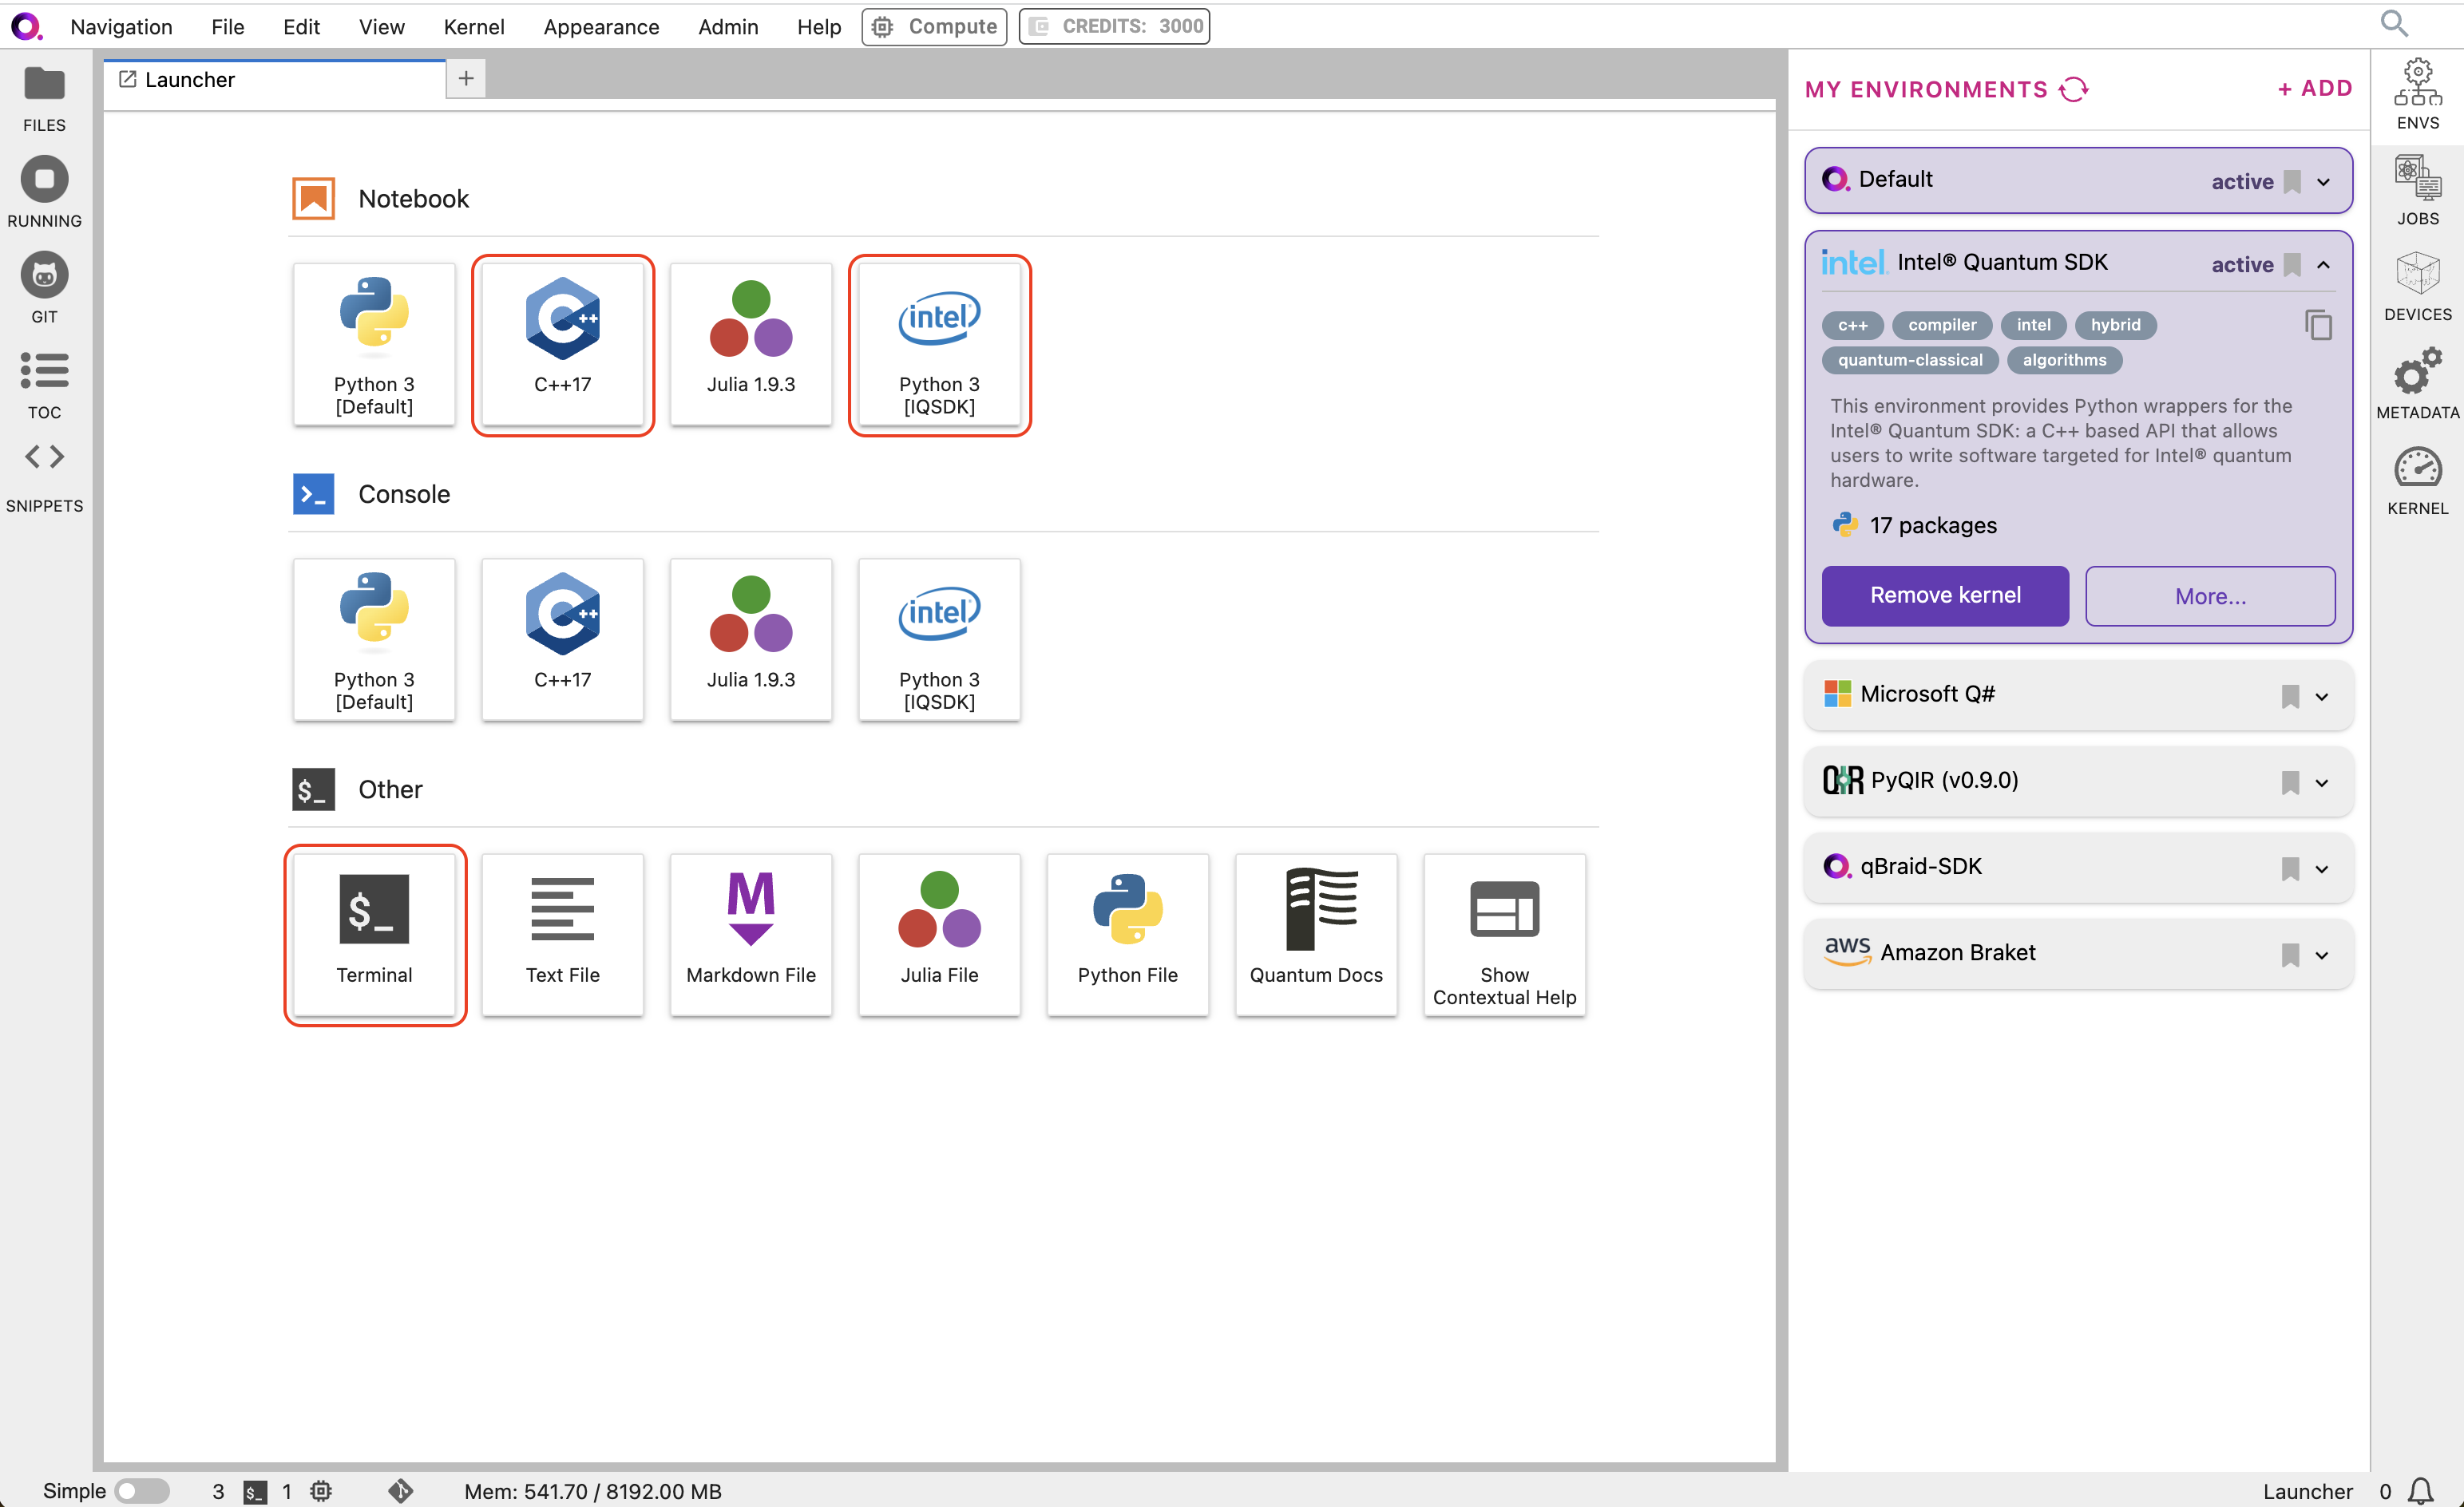 Navigation File Edit View Kernel Appearance Admin Help Compute CREDITS: 3000
FILES
RUNNING
GIT
TOC
SNIPPETS
Launcher
Notebook
Python 3 [Default]
C++17
Julia 1.9.3
intel
Python 3 [IQSDK]
Console
Python 3 [Default]
C++17
Julia 1.9.3
intel
Python 3 [IQSDK]
$_ Other
$_
Terminal
Text File
Markdown File
Julia File
Python File
Quantum Docs
Show Contextual Help
MY ENVIRONMENTS + ADD
Default active
intel. Intel® Quantum SDK active
c++ compiler intel hybrid
quantum-classical algorithms
This environment provides Python wrappers for the
Intel® Quantum SDK: a C++ based API that allows
users to write software targeted for Intel® quantum
hardware.
17 packages
Remove kernel More...
Microsoft Q#
QIR PyQIR (v0.9.0)
qBraid-SDK
aws Amazon Braket
ENVS
JOBS
DEVICES
METADATA
KERNEL
Simple 3 $_ 1 Mem: 541.70 / 8192.00 MB Launcher 0